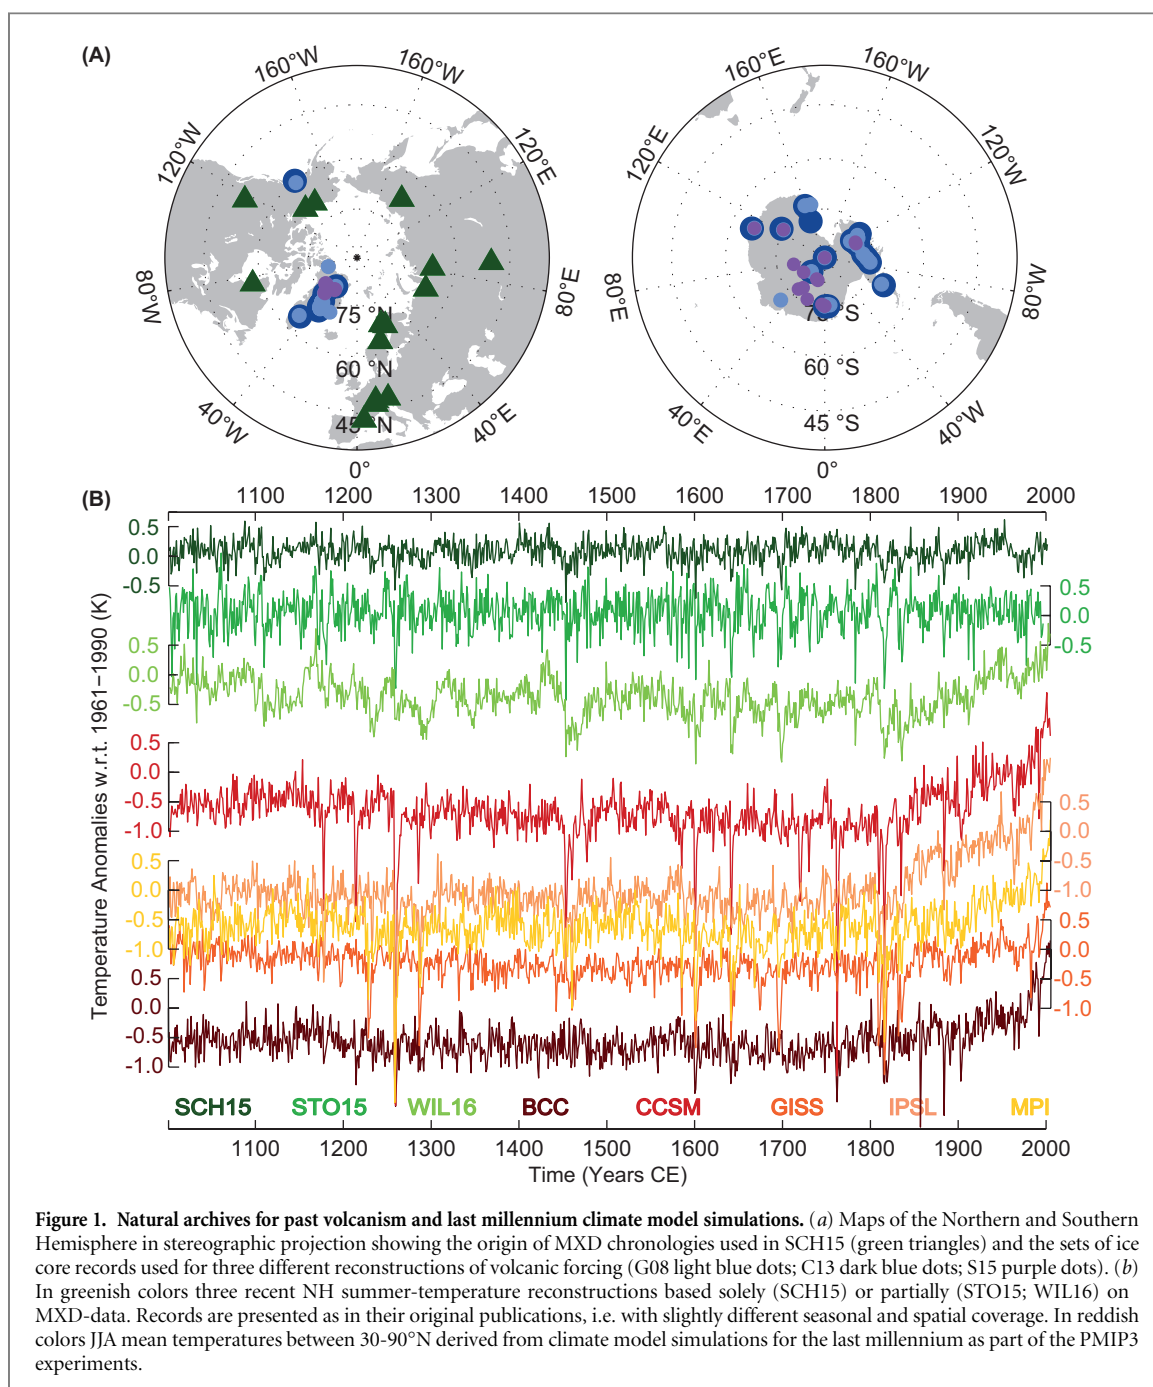 (A)
160°W 160°W 160°E 160°W
120°W 120°E 120°E 120°W
80°W 80°E 80°E 80°W
75 °N 75 °S
60 °N 60 °S
45 °N 45 °S
40°W 40°E 40°E 40°W
0° 0°
(B)
1100 1200 1300 1400 1500 1600 1700 1800 1900 2000
Temperature Anomalies w.r.t. 1961−1990 (K)
0.5
0.0
-0.5
0.5
0.0
-0.5
0.5
0.0
-0.5
0.5
0.0
-0.5
-1.0
0.5
0.0
-0.5
-1.0
0.5
0.0
-0.5
-1.0
0.5
0.0
-0.5
-1.0
0.5
0.0
-0.5
-1.0
SCH15 STO15 WIL16 BCC CCSM GISS IPSL MPI
1100 1200 1300 1400 1500 1600 1700 1800 1900 2000
Time (Years CE)
Figure 1. Natural archives for past volcanism and last millennium climate model simulations. (a) Maps of the Northern and Southern
Hemisphere in stereographic projection showing the origin of MXD chronologies used in SCH15 (green triangles) and the sets of ice
core records used for three different reconstructions of volcanic forcing (G08 light blue dots; C13 dark blue dots; S15 purple dots). (b)
In greenish colors three recent NH summer-temperature reconstructions based solely (SCH15) or partially (STO15; WIL16) on
MXD-data. Records are presented as in their original publications, i.e. with slightly different seasonal and spatial coverage. In reddish
colors JJA mean temperatures between 30-90°N derived from climate model simulations for the last millennium as part of the PMIP3
experiments.